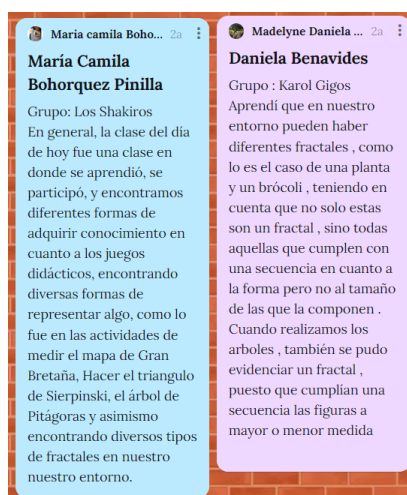 Maria camila Boho... 2a
María Camila
Bohorquez Pinilla
Grupo: Los Shakiros
En general, la clase del día
de hoy fue una clase en
donde se aprendió, se
participó, y encontramos
diferentes formas de
adquirir conocimiento en
cuanto a los juegos
didácticos, encontrando
diversas formas de
representar algo, como lo
fue en las actividades de
medir el mapa de Gran
Bretaña, Hacer el triangulo
de Sierpinski, el árbol de
Pitágoras y asimismo
encontrando diversos tipos
de fractales en nuestro
nuestro entorno.
Madelyne Daniela ... 2a
Daniela Benavides
Grupo : Karol Gigos
Aprendí que en nuestro
entorno pueden haber
diferentes fractales , como
lo es el caso de una planta
y un brócoli , teniendo en
cuenta que no solo estas
son un fractal , sino todas
aquellas que cumplen con
una secuencia en cuanto a
la forma pero no al tamaño
de las que la componen .
Cuando realizamos los
arboles , también se pudo
evidenciar un fractal ,
puesto que cumplían una
secuencia las figuras a
mayor o menor medida